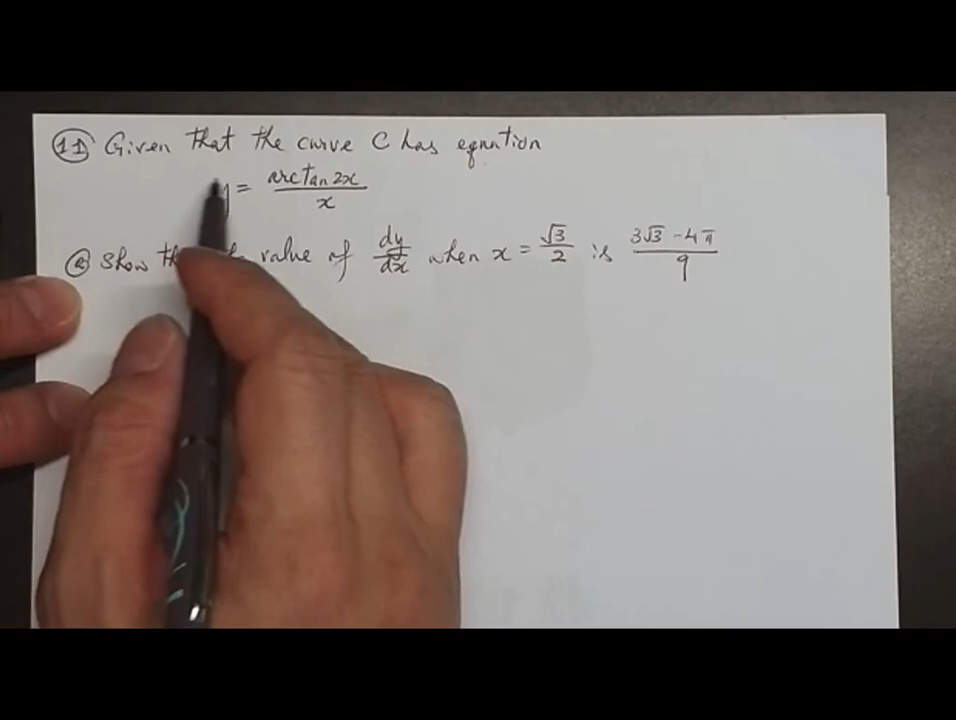 11 Given that the curve C has equation
y = arctan 2x / x
(a) Show value of dy/dx when x = √3/2 is 3√3 - 4π / 9